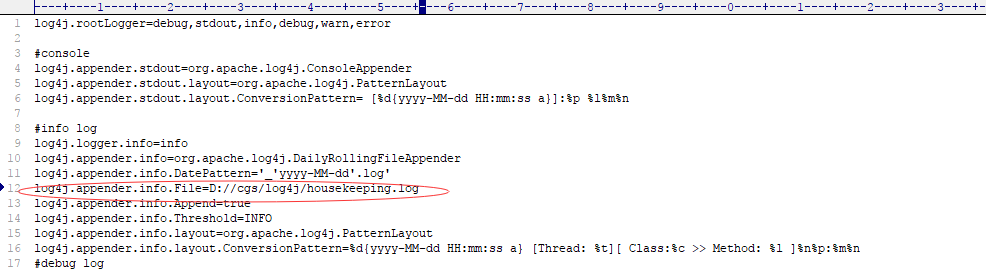 ----+----1----+----2----+----3----+----4----+----5----+----6----+----7----+----8----+----9----+----0----+----1----+----2----+----3----+--
1 log4j.rootLogger=debug,stdout,info,debug,warn,error
2
3 #console
4 log4j.appender.stdout=org.apache.log4j.ConsoleAppender
5 log4j.appender.stdout.layout=org.apache.log4j.PatternLayout
6 log4j.appender.stdout.layout.ConversionPattern= [%d{yyyy-MM-dd HH:mm:ss a}]:%p %l%m%n
7
8 #info log
9 log4j.logger.info=info
10 log4j.appender.info=org.apache.log4j.DailyRollingFileAppender
11 log4j.appender.info.DatePattern='_'yyyy-MM-dd'.log'
12 log4j.appender.info.File=D://cgs/log4j/housekeeping.log
13 log4j.appender.info.Append=true
14 log4j.appender.info.Threshold=INFO
15 log4j.appender.info.layout=org.apache.log4j.PatternLayout
16 log4j.appender.info.layout.ConversionPattern=%d{yyyy-MM-dd HH:mm:ss a} [Thread: %t][ Class:%c >> Method: %l ]%n%p:%m%n
17 #debug log